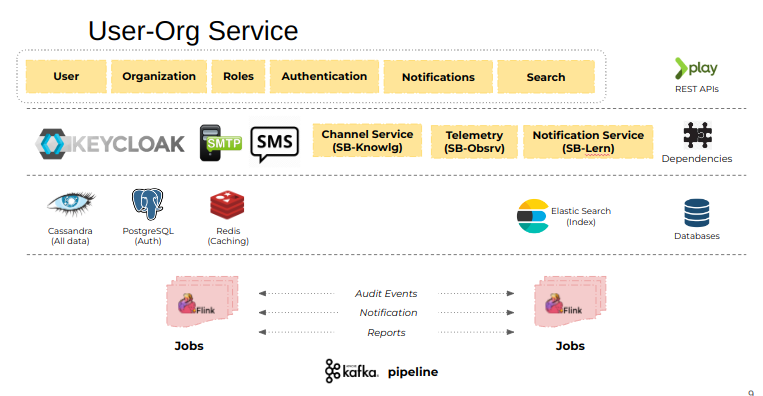 User-Org Service
User
Organization
Roles
Authentication
Notifications
Search
play
REST APIs
KEYCLOAK
SMTP
SMS
Channel Service
(SB-Knowlg)
Telemetry
(SB-Obsrv)
Notification Service
(SB-Lern)
Dependencies
Cassandra
(All data)
PostgreSQL
(Auth)
Redis
(Caching)
Elastic Search
(Index)
Databases
Flink
Jobs
Audit Events
Notification
Reports
Flink
Jobs
kafka.
pipeline
9